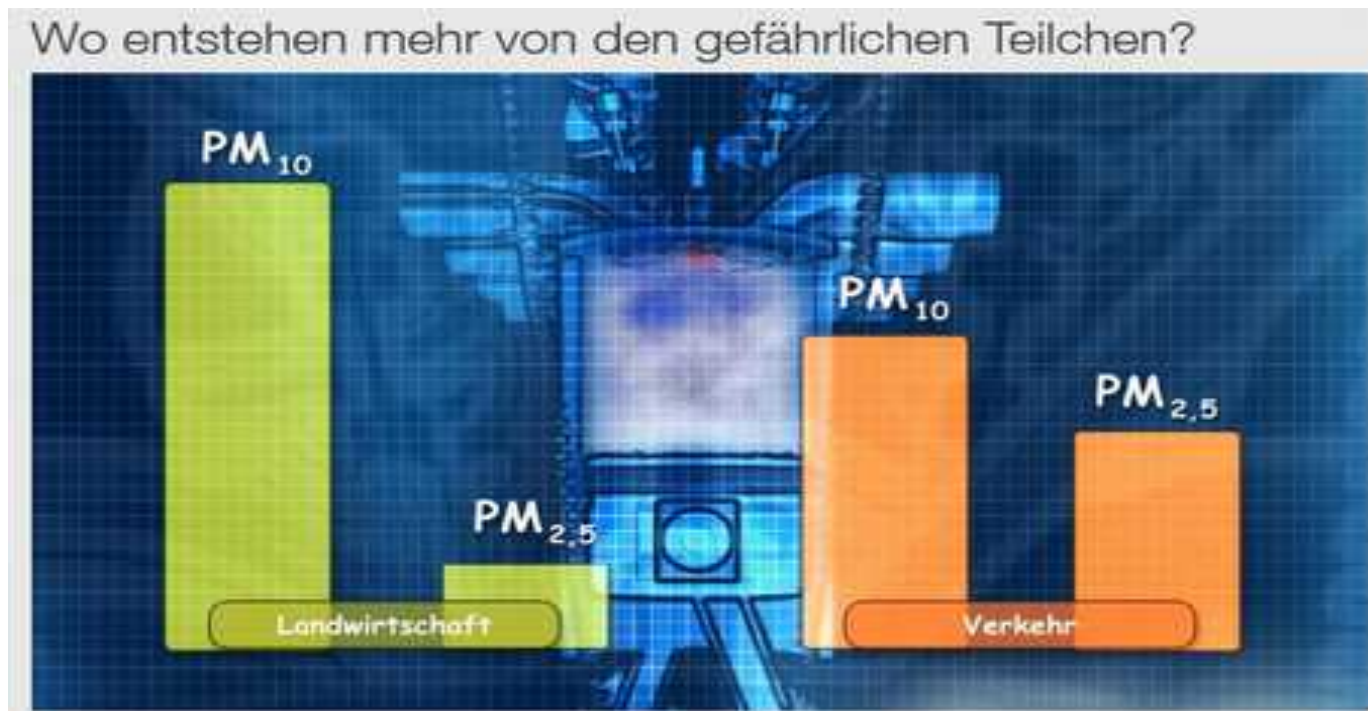 Wo entstehen mehr von den gefährlichen Teilchen?
PM10
PM2,5
Landwirtschaft
PM10
PM2,5
Verkehr